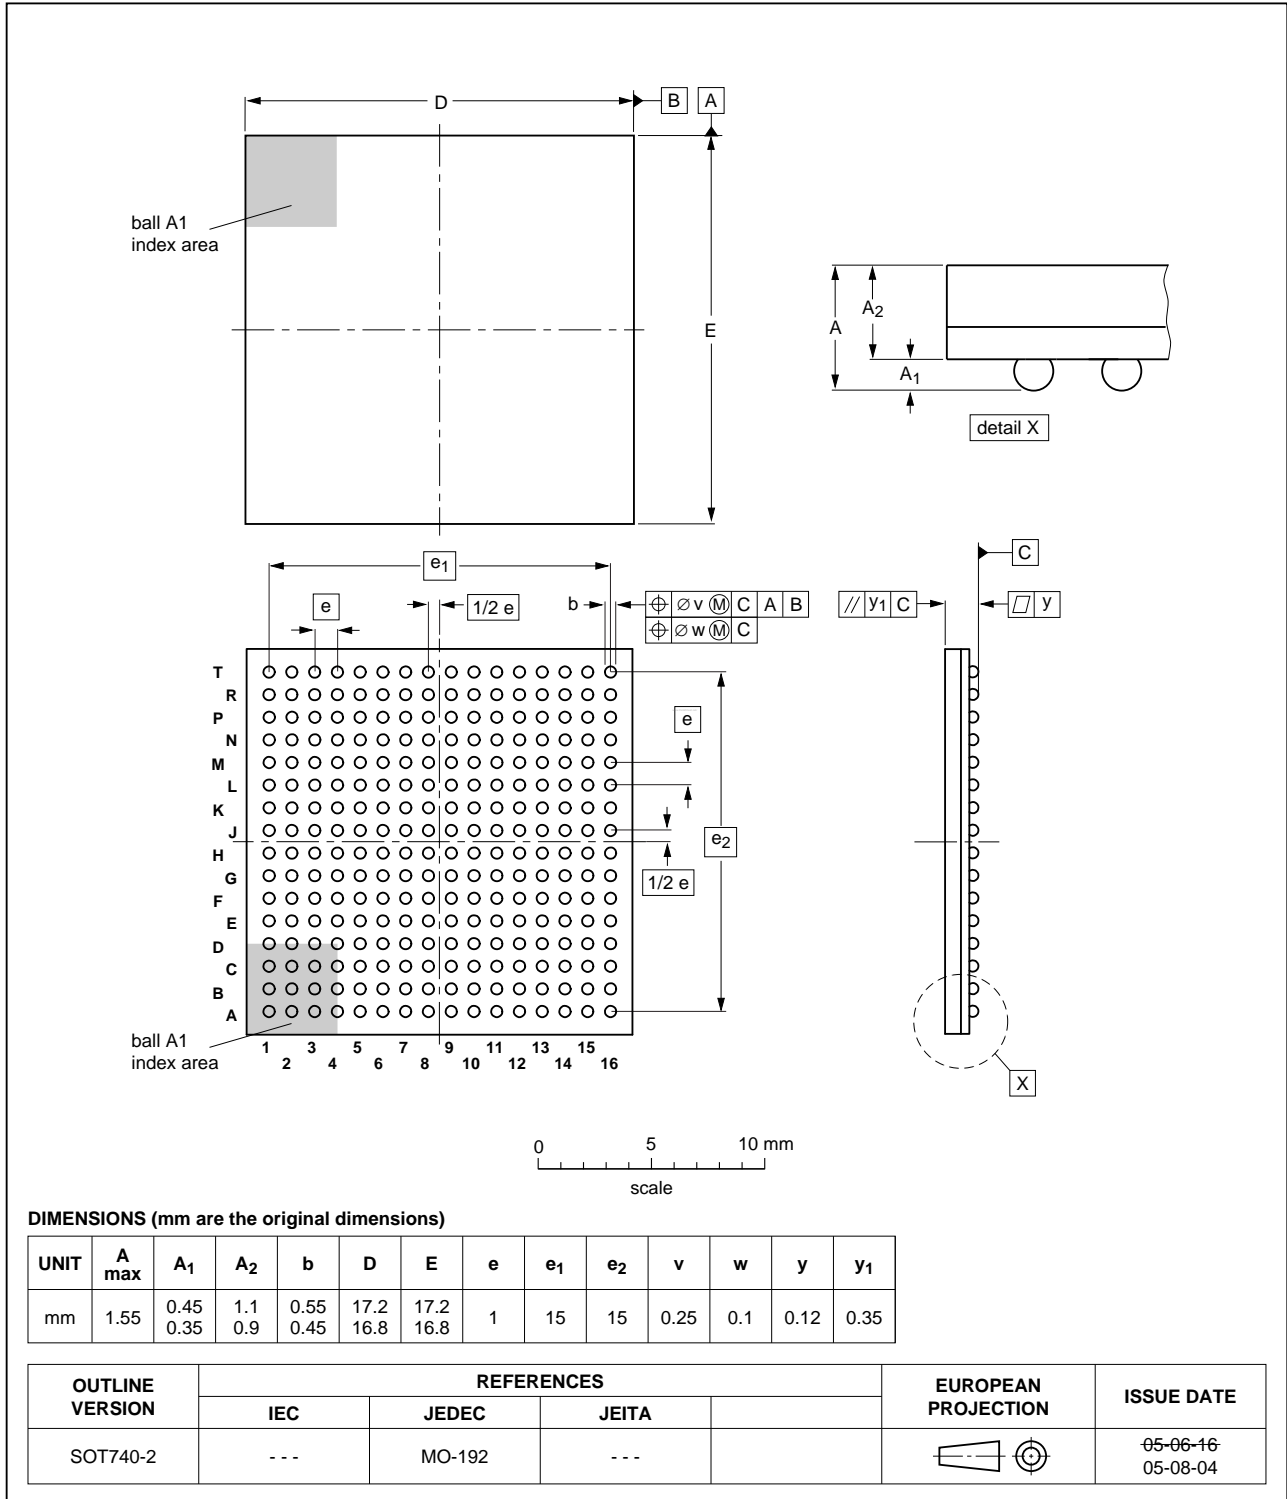 D
B A
ball A1
index area
E
A
A2
A1
detail X
e1
e
1/2 e
b
⌖ ∅ v Ⓜ C A B
⌖ ∅ w Ⓜ C
// y1 C
▱ y
C
T
R
P
N
M
L
K
J
H
G
F
E
D
C
B
A
e
e2
1/2 e
ball A1
index area
1 3 5 7 9 11 13 15
2 4 6 8 10 12 14 16
X
0 5 10 mm
scale
DIMENSIONS (mm are the original dimensions)
UNIT A max A1 A2 b D E e e1 e2 v w y y1
mm 1.55 0.45 0.35 1.1 0.9 0.55 0.45 17.2 16.8 17.2 16.8 1 15 15 0.25 0.1 0.12 0.35
OUTLINE VERSION REFERENCES EUROPEAN PROJECTION ISSUE DATE
IEC JEDEC JEITA
SOT740-2 - - - MO-192 - - - 05-06-16
05-08-04